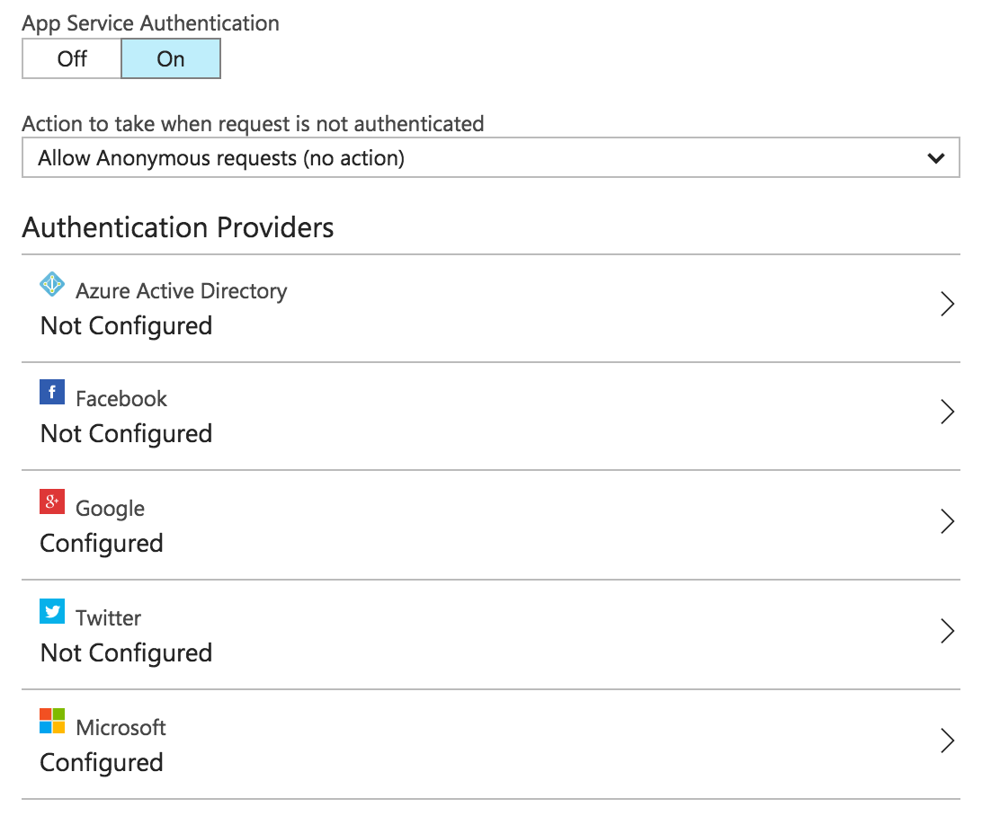 App Service Authentication
Off On
Action to take when request is not authenticated
Allow Anonymous requests (no action)
Authentication Providers
Azure Active Directory
Not Configured
f Facebook
Not Configured
g+ Google
Configured
Twitter
Not Configured
Microsoft
Configured